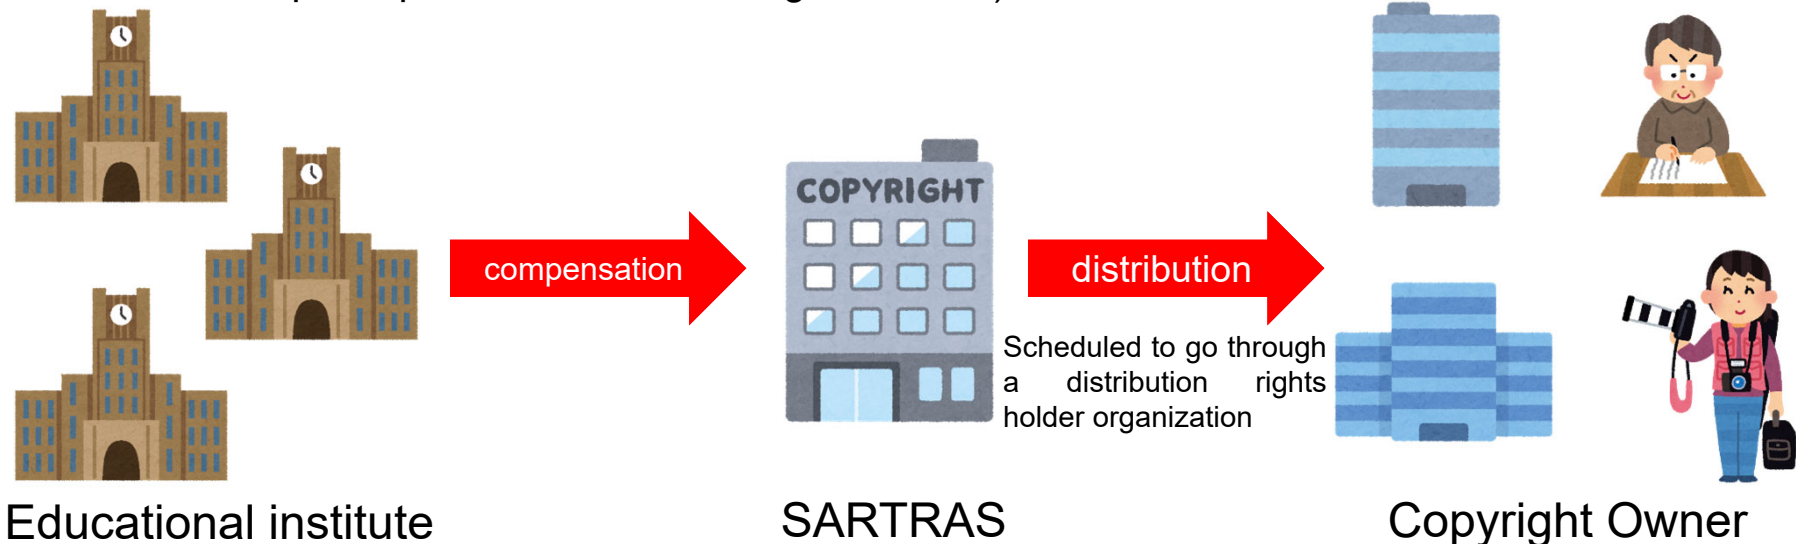 COPYRIGHT
compensation
distribution
Scheduled to go through
a distribution rights
holder organization
Educational institute
SARTRAS
Copyright Owner